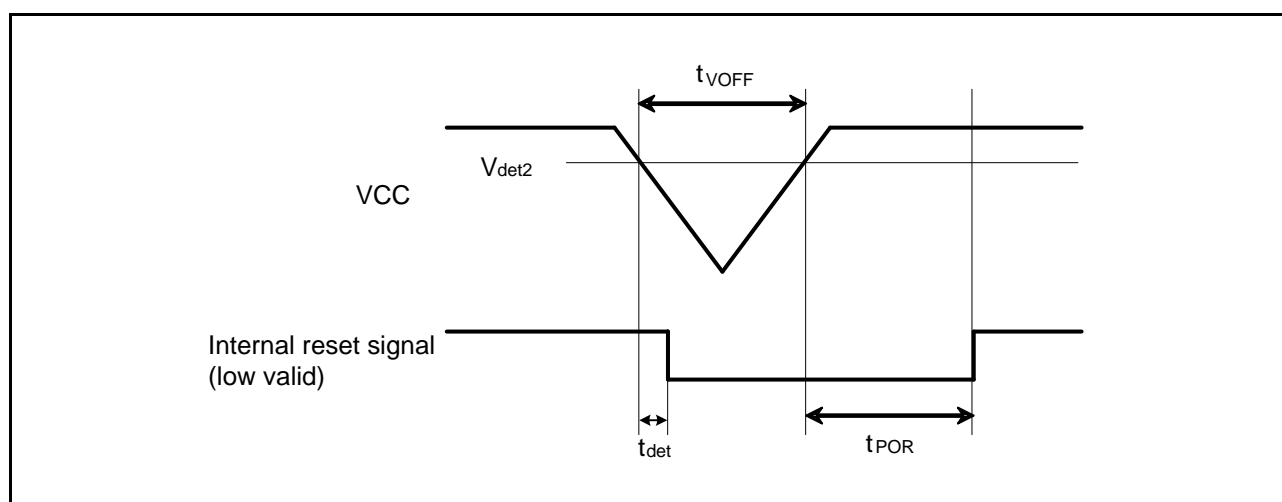 tVOFF
Vdet2
VCC
Internal reset signal
(low valid)
tdet
tPOR